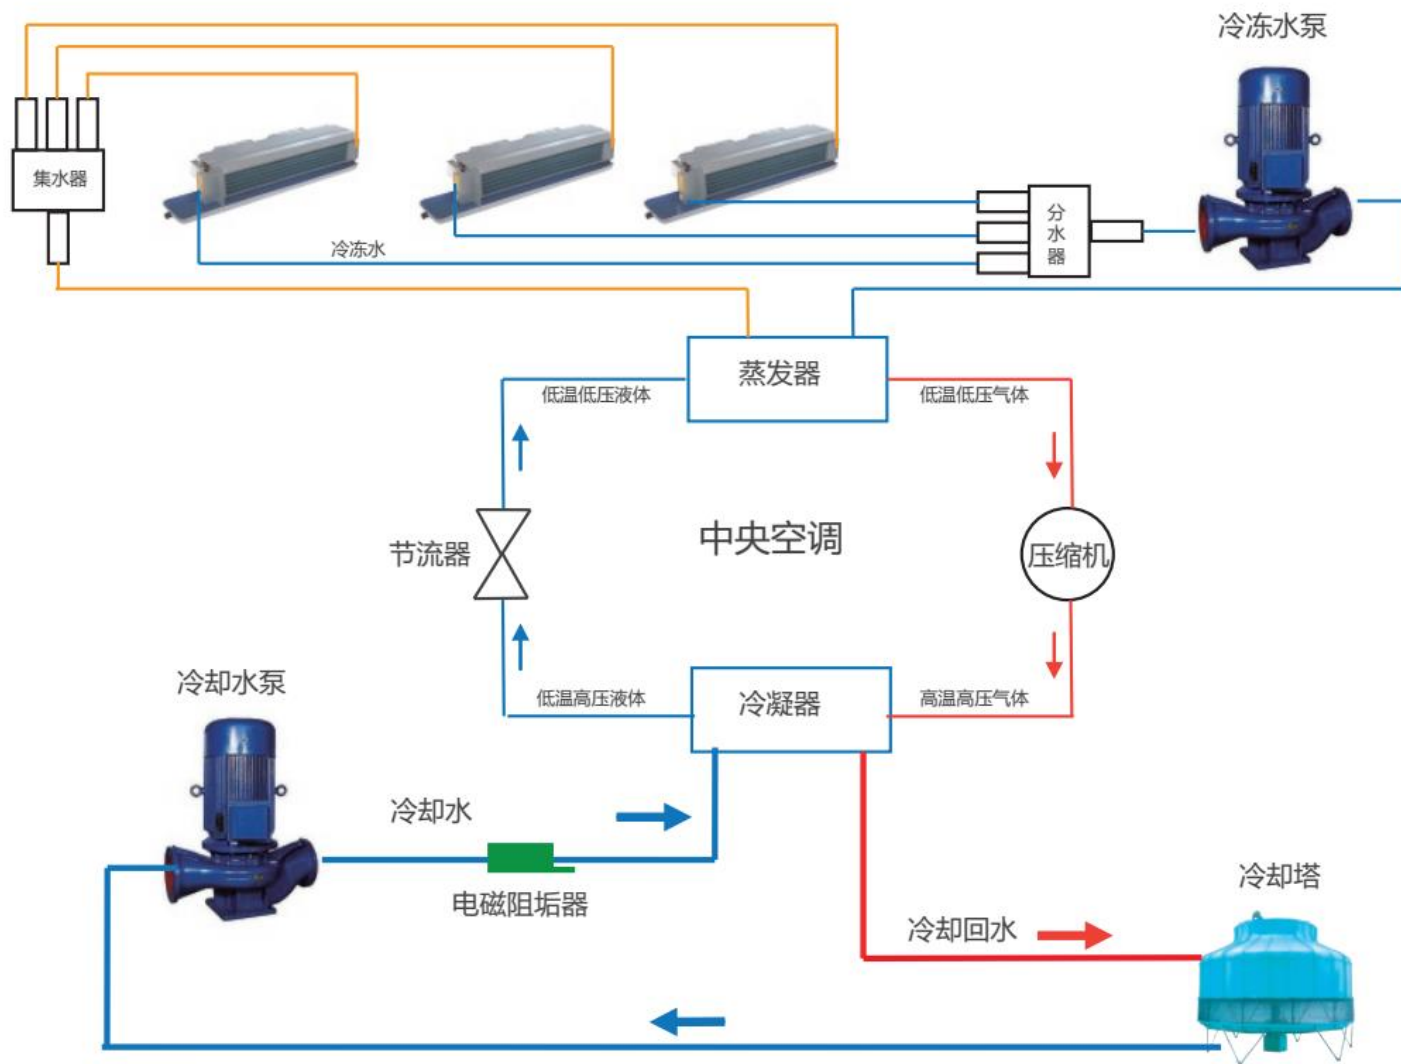 冷冻水泵
集水器
分
水
器
冷冻水
蒸发器
低温低压液体
低温低压气体
中央空调
节流器
压缩机
冷却水泵
低温高压液体
冷凝器
高温高压气体
冷却水
电磁阻垢器
冷却塔
冷却回水